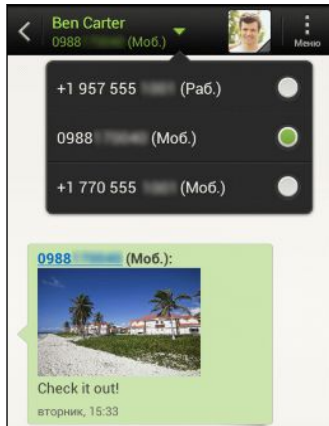 Ben Carter
0988 (Моб.)
Меню
+1 957 555 (Раб.)
0988 (Моб.)
+1 770 555 (Моб.)
0988 (Моб.):
Check it out!
вторник, 15:33